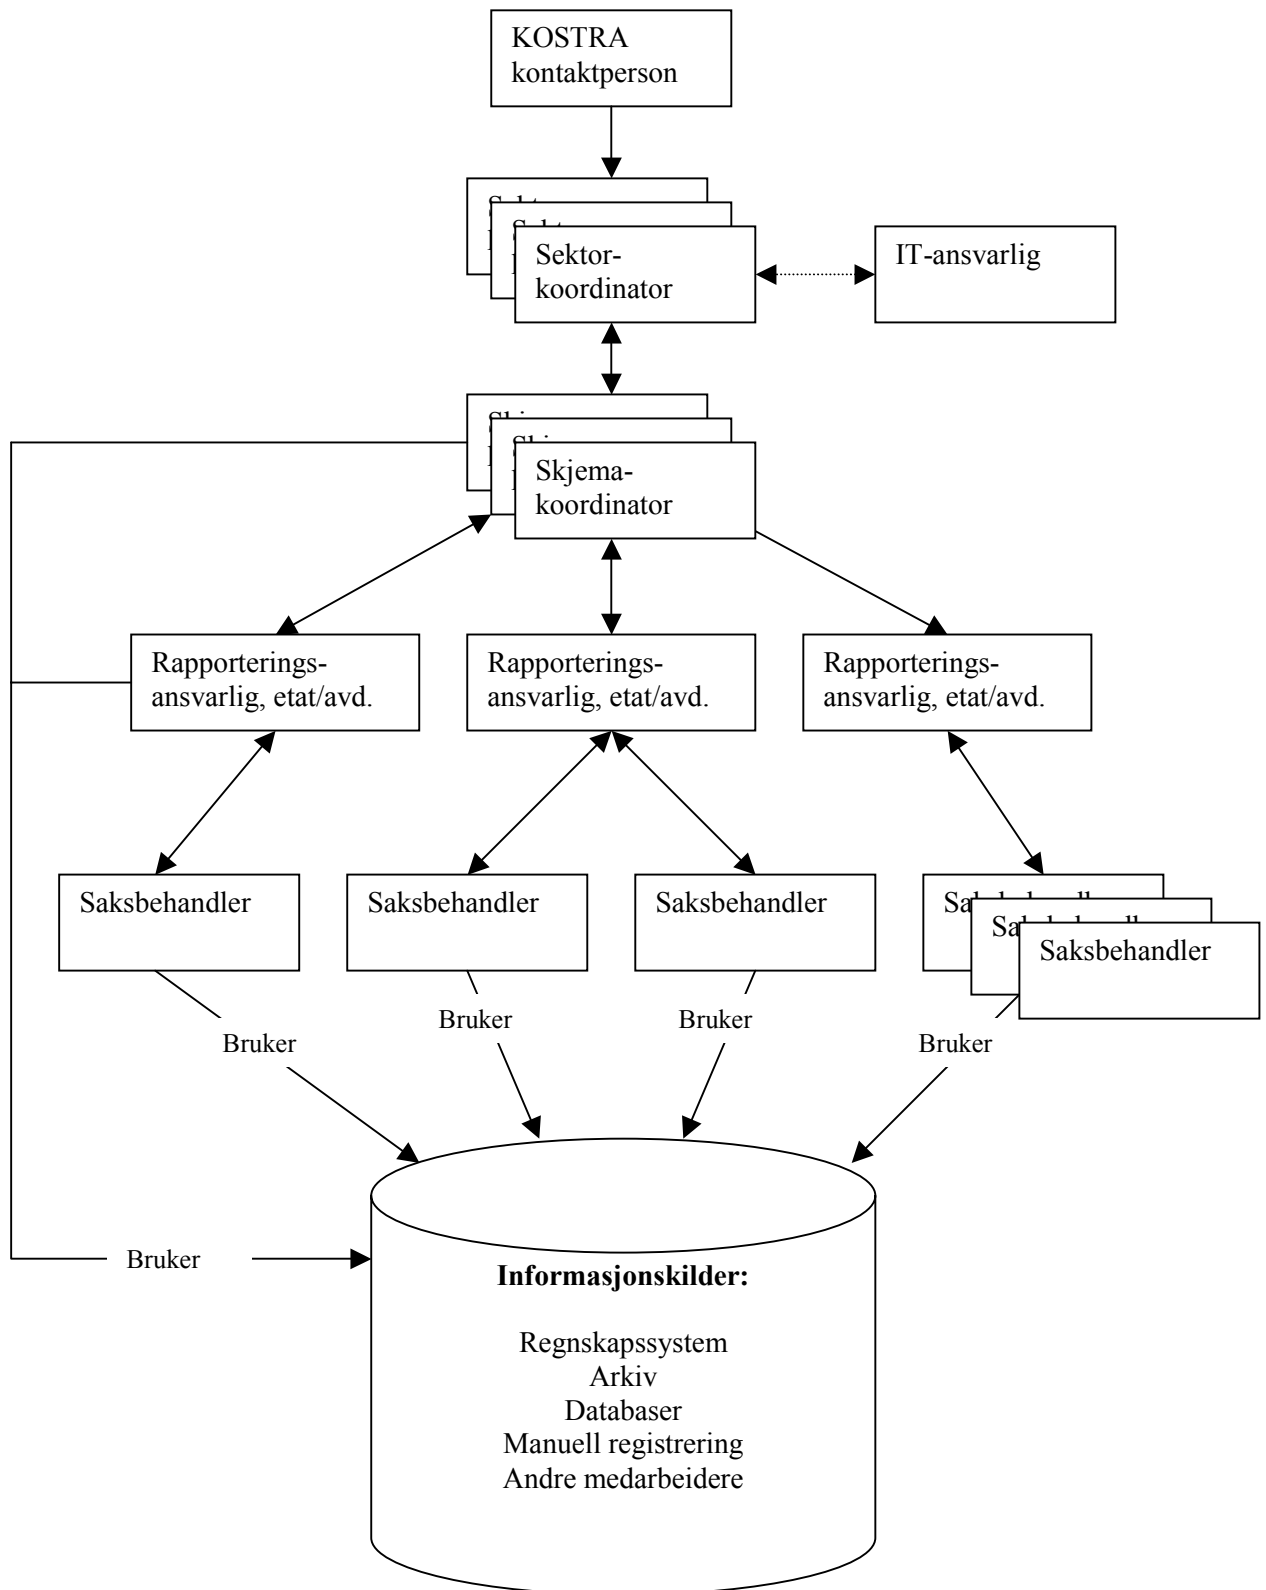 KOSTRA
kontaktperson
Sektor-
koordinator
IT-ansvarlig
Skjema-
koordinator
Rapporterings-
ansvarlig, etat/avd.
Rapporterings-
ansvarlig, etat/avd.
Rapporterings-
ansvarlig, etat/avd.
Saksbehandler
Saksbehandler
Saksbehandler
Saksbehandler
Bruker
Bruker
Bruker
Bruker
Bruker
Informasjonskilder:
Regnskapssystem
Arkiv
Databaser
Manuell registrering
Andre medarbeidere